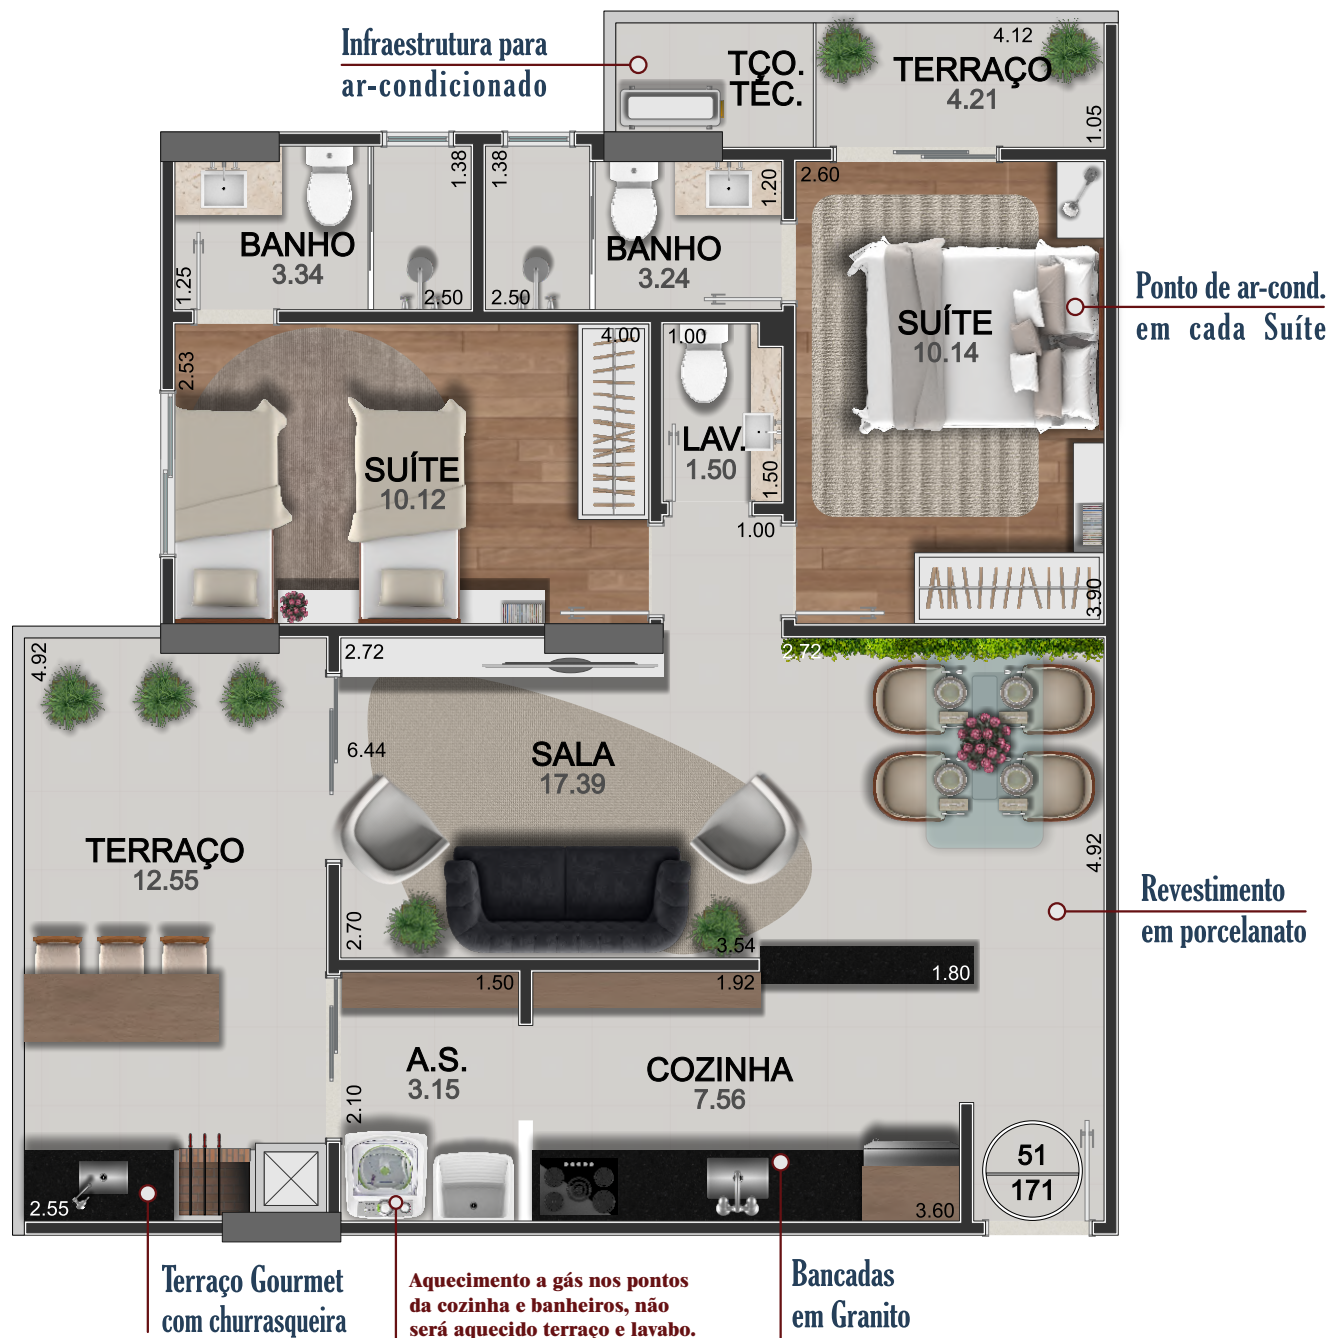 Infraestrutura para
ar-condicionado
TÇO.
TEC.
4.12
TERRAÇO
4.21
1.05
BANHO
3.34
1.25
1.38
2.50
1.38
2.50
BANHO
3.24
1.20
2.60
SUÍTE
10.14
3.90
Ponto de ar-cond.
em cada Suíte
2.53
4.00
SUÍTE
10.12
1.00
LAV.
1.50
1.50
1.00
4.92
2.72
2.72
6.44
SALA
17.39
TERRAÇO
12.55
4.92
2.70
3.54
1.80
Revestimento
em porcelanato
1.50
1.92
A.S.
3.15
2.10
COZINHA
7.56
2.55
3.60
51
171
Terraço Gourmet
com churrasqueira
Aquecimento a gás nos pontos
da cozinha e banheiros, não
será aquecido terraço e lavabo.
Bancadas
em Granito